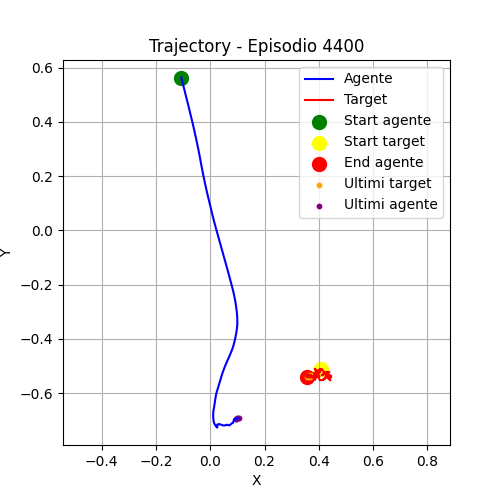 Trajectory - Episodio 4400
Agente
Target
Start agente
Start target
End agente
Ultimi target
Ultimi agente
0.6
0.4
0.2
0.0
−0.2
−0.4
−0.6
Y
−0.4
−0.2
0.0
0.2
0.4
0.6
0.8
X